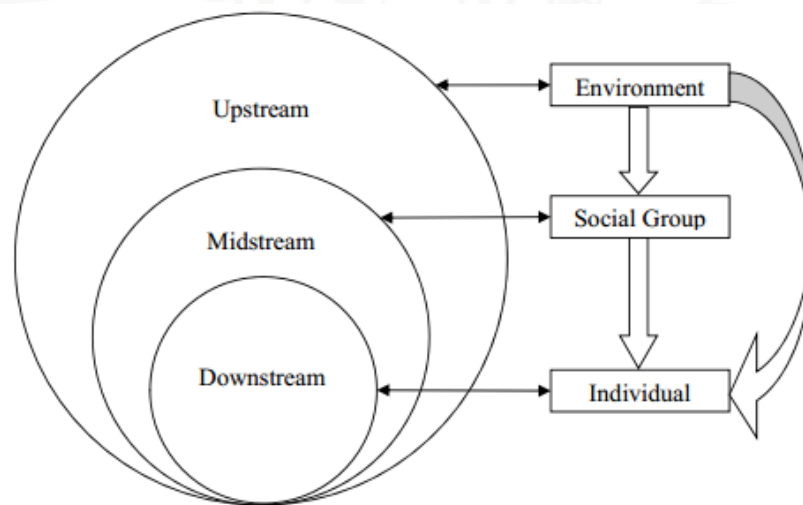 Environment
Upstream
Social Group
Midstream
Downstream
Individual